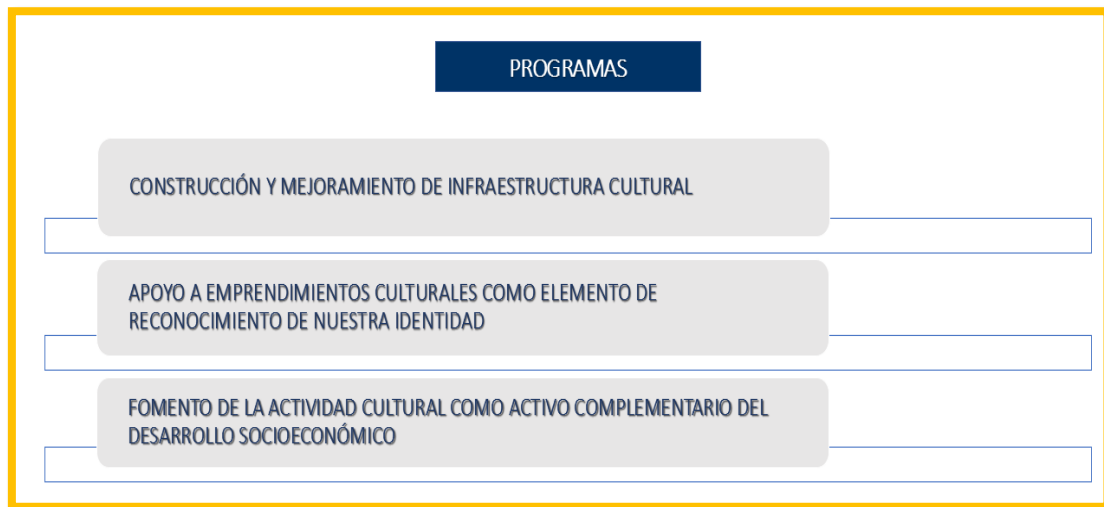 PROGRAMAS
CONSTRUCCIÓN Y MEJORAMIENTO DE INFRAESTRUCTURA CULTURAL
APOYO A EMPRENDIMIENTOS CULTURALES COMO ELEMENTO DE
RECONOCIMIENTO DE NUESTRA IDENTIDAD
FOMENTO DE LA ACTIVIDAD CULTURAL COMO ACTIVO COMPLEMENTARIO DEL
DESARROLLO SOCIOECONÓMICO